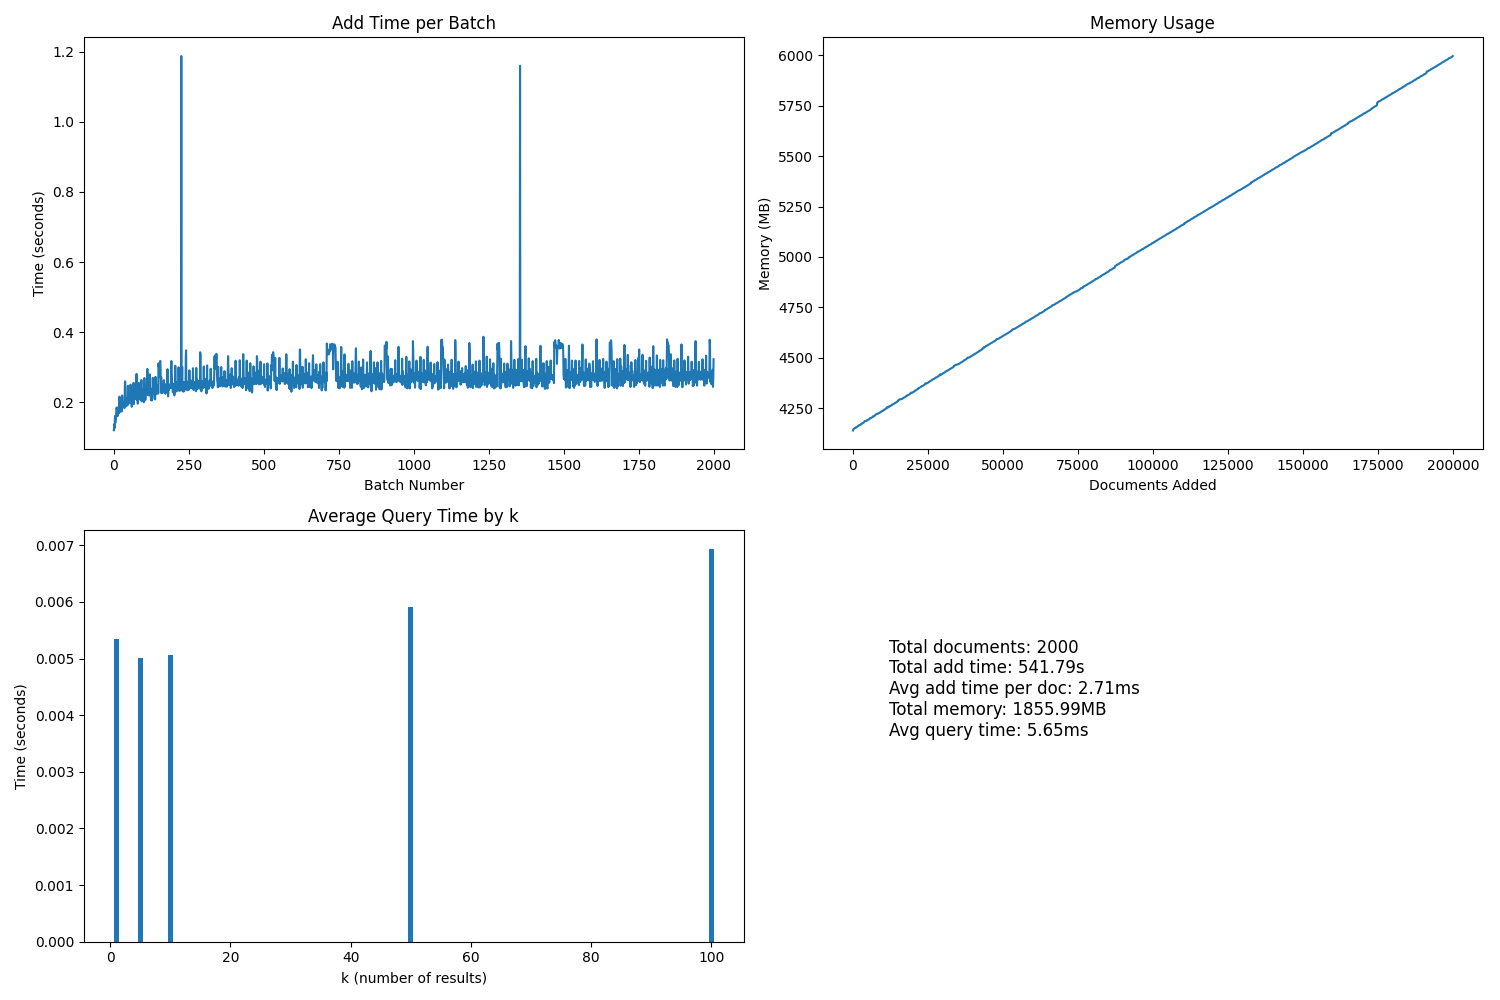 Add Time per Batch
1.2
1.0
0.8
0.6
0.4
0.2
Time (seconds)
0 250 500 750 1000 1250 1500 1750 2000
Batch Number
Memory Usage
6000
5750
5500
5250
5000
4750
4500
4250
Memory (MB)
0 25000 50000 75000 100000 125000 150000 175000 200000
Documents Added
Average Query Time by k
0.007
0.006
0.005
0.004
0.003
0.002
0.001
0.000
Time (seconds)
0 20 40 60 80 100
k (number of results)
Total documents: 2000
Total add time: 541.79s
Avg add time per doc: 2.71ms
Total memory: 1855.99MB
Avg query time: 5.65ms